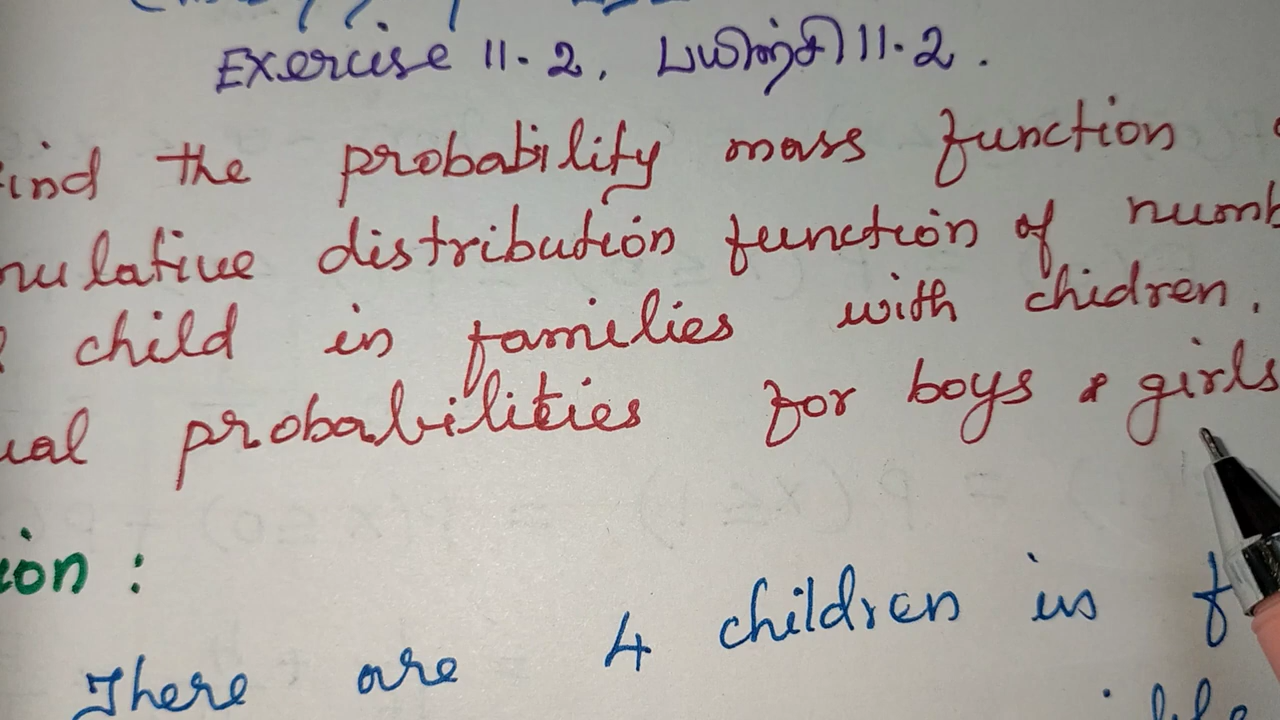 Exercise 11.2, பயிற்சி 11.2.
ind the probability mass function
mulative distribution function of numb
child in families with chidren.
ual probabilities for boys & girls
ion :
There are 4 children in f